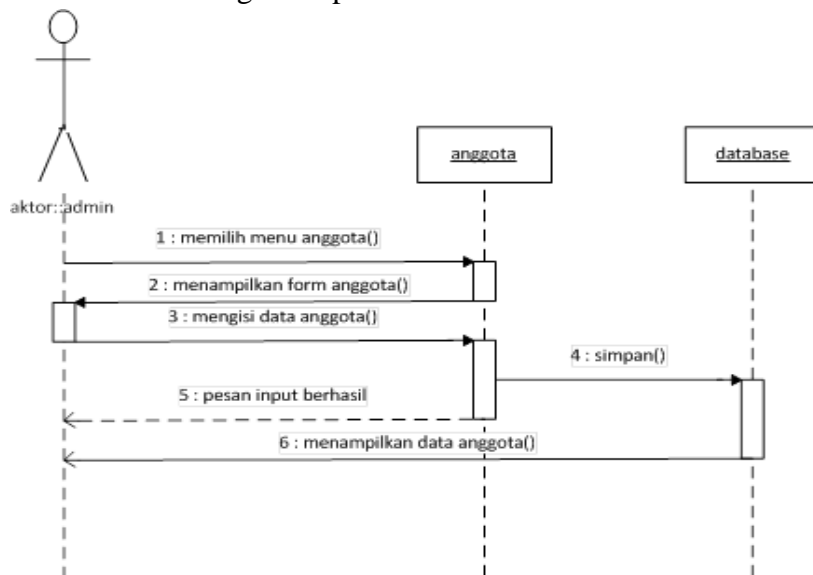 anggota
database
aktor::admin
1 : memilih menu anggota()
2 : menampilkan form anggota()
3 : mengisi data anggota()
4 : simpan()
5 : pesan input berhasil
6 : menampilkan data anggota()